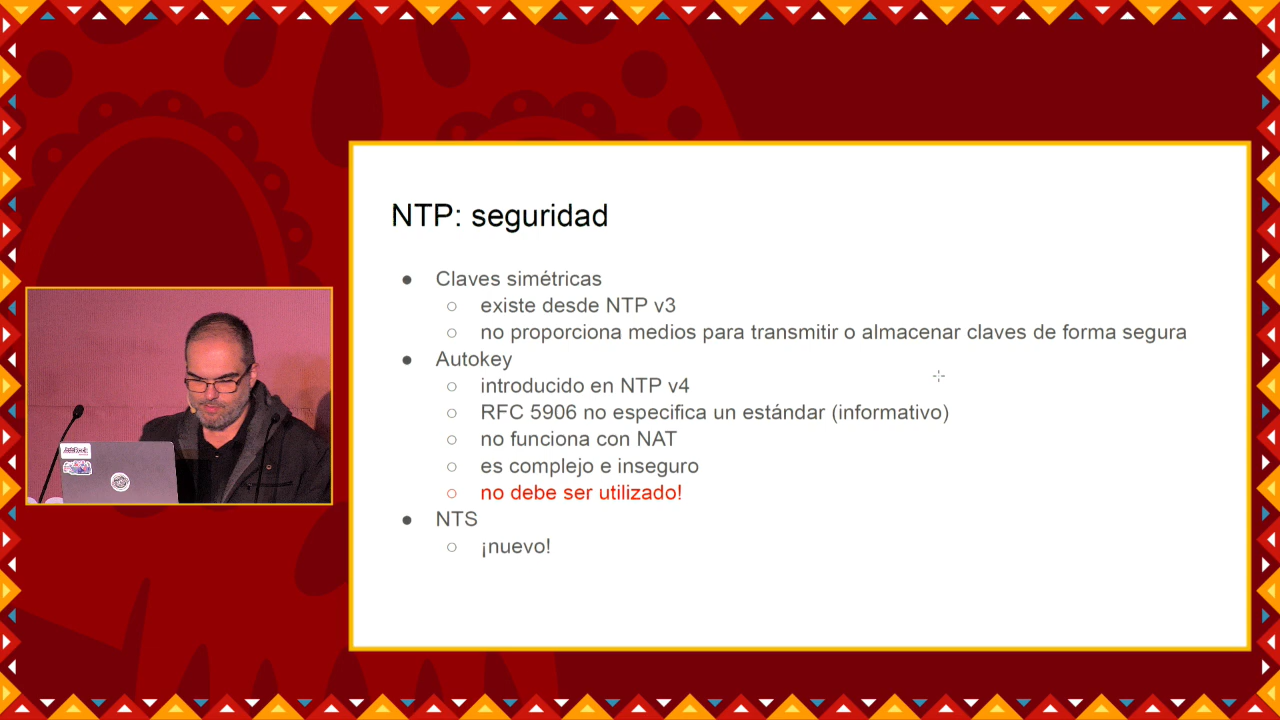 NTP: seguridad
● Claves simétricas
○ existe desde NTP v3
○ no proporciona medios para transmitir o almacenar claves de forma segura
● Autokey
○ introducido en NTP v4
○ RFC 5906 no especifica un estándar (informativo)
○ no funciona con NAT
○ es complejo e inseguro
○ no debe ser utilizado!
● NTS
○ ¡nuevo!